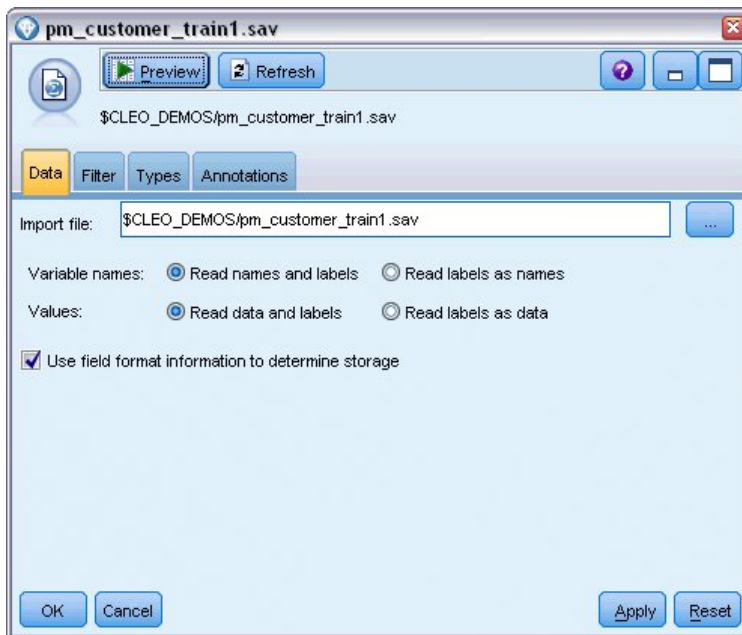 pm_customer_train1.sav
Preview Refresh
$CLEO_DEMOS/pm_customer_train1.sav
Data Filter Types Annotations
Import file: $CLEO_DEMOS/pm_customer_train1.sav ...
Variable names: Read names and labels Read labels as names
Values: Read data and labels Read labels as data
Use field format information to determine storage
OK Cancel Apply Reset